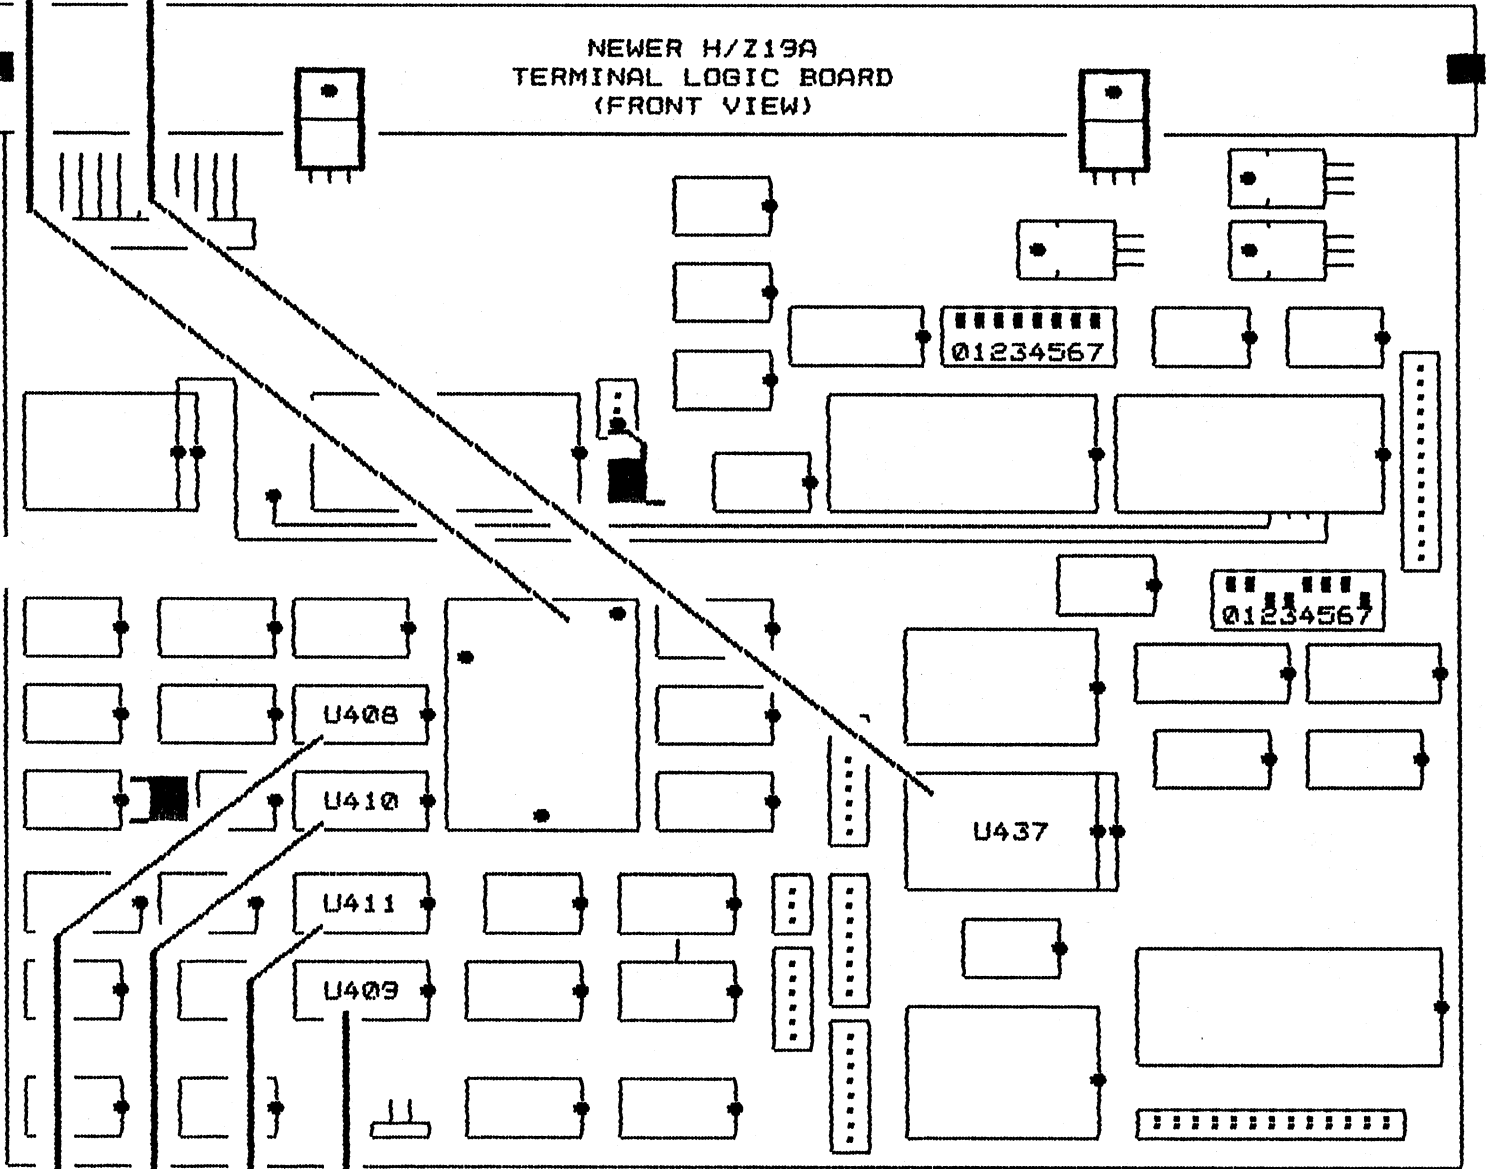 NEWER H/Z19A
TERMINAL LOGIC BOARD
(FRONT VIEW)
01234567
01234567
U408
U410
U437
U411
U409